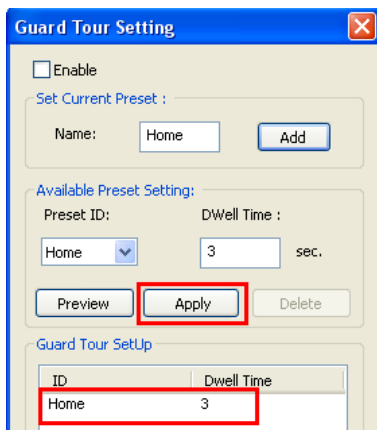 Guard Tour Setting
Enable
Set Current Preset :
Name: Home Add
Available Preset Setting:
Preset ID: DWell Time :
Home 3 sec.
Preview Apply Delete
Guard Tour SetUp
ID Dwell Time
Home 3